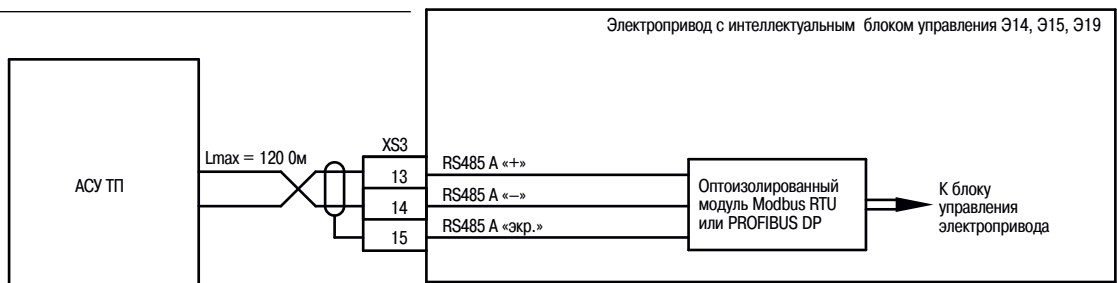 Электропривод с интеллектуальным блоком управления Э14, Э15, Э19
АСУ ТП
Lmax = 120 Ом
XS3
13
14
15
RS485 А «+»
RS485 А «–»
RS485 А «экр.»
Оптоизолированный
модуль Modbus RTU
или PROFIBUS DP
К блоку
управления
электропривода